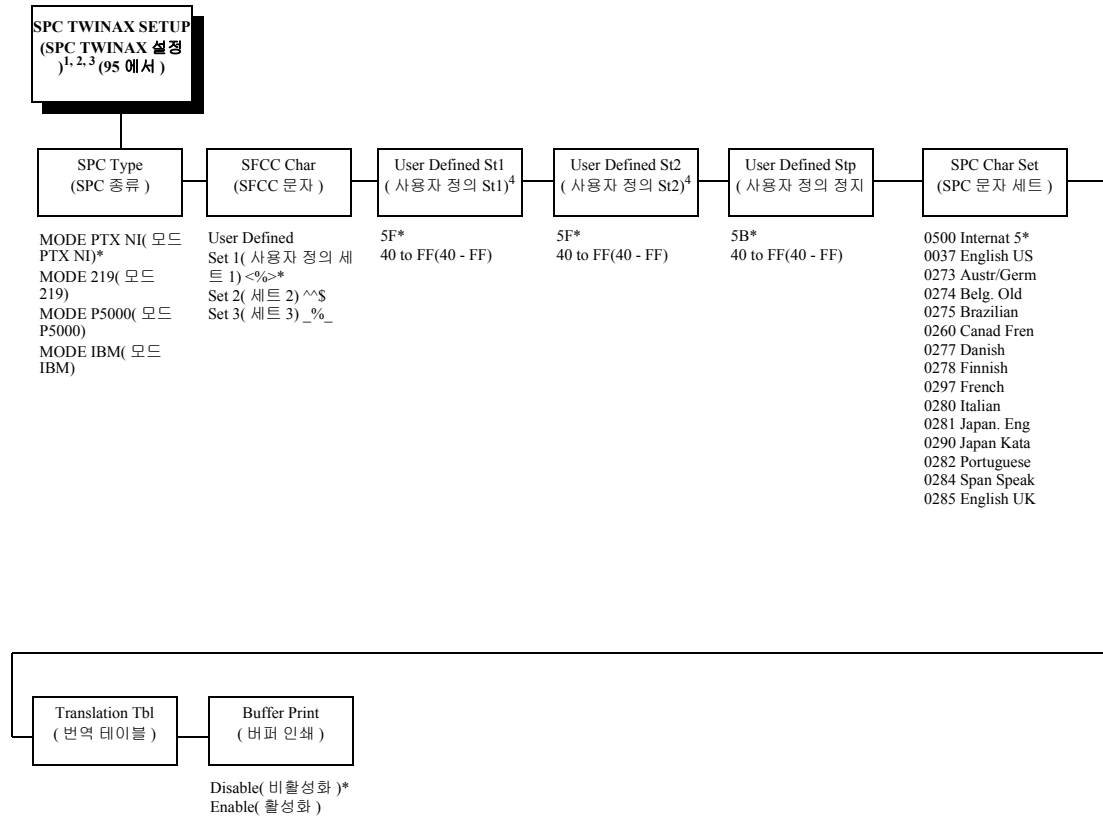 SPC TWINAX SETUP
(SPC TWINAX 설정
)1, 2, 3 (95 에서 )
SPC Type
(SPC 종류 )
MODE PTX NI( 모드
PTX NI)*
MODE 219( 모드
219)
MODE P5000( 모드
P5000)
MODE IBM( 모드
IBM)
SFCC Char
(SFCC 문자 )
User Defined
Set 1( 사용자 정의 세
트 1) <%>*
Set 2( 세트 2) ^^$
Set 3( 세트 3) _%_
User Defined St1
( 사용자 정의 St1)4
5F*
40 to FF(40 - FF)
User Defined St2
( 사용자 정의 St2)4
5F*
40 to FF(40 - FF)
User Defined Stp
( 사용자 정의 정지
5B*
40 to FF(40 - FF)
SPC Char Set
(SPC 문자 세트 )
0500 Internat 5*
0037 English US
0273 Austr/Germ
0274 Belg. Old
0275 Brazilian
0260 Canad Fren
0277 Danish
0278 Finnish
0297 French
0280 Italian
0281 Japan. Eng
0290 Japan Kata
0282 Portuguese
0284 Span Speak
0285 English UK
Translation Tbl
( 번역 테이블 )
Buffer Print
( 버퍼 인쇄 )
Disable( 비활성화 )*
Enable( 활성화 )